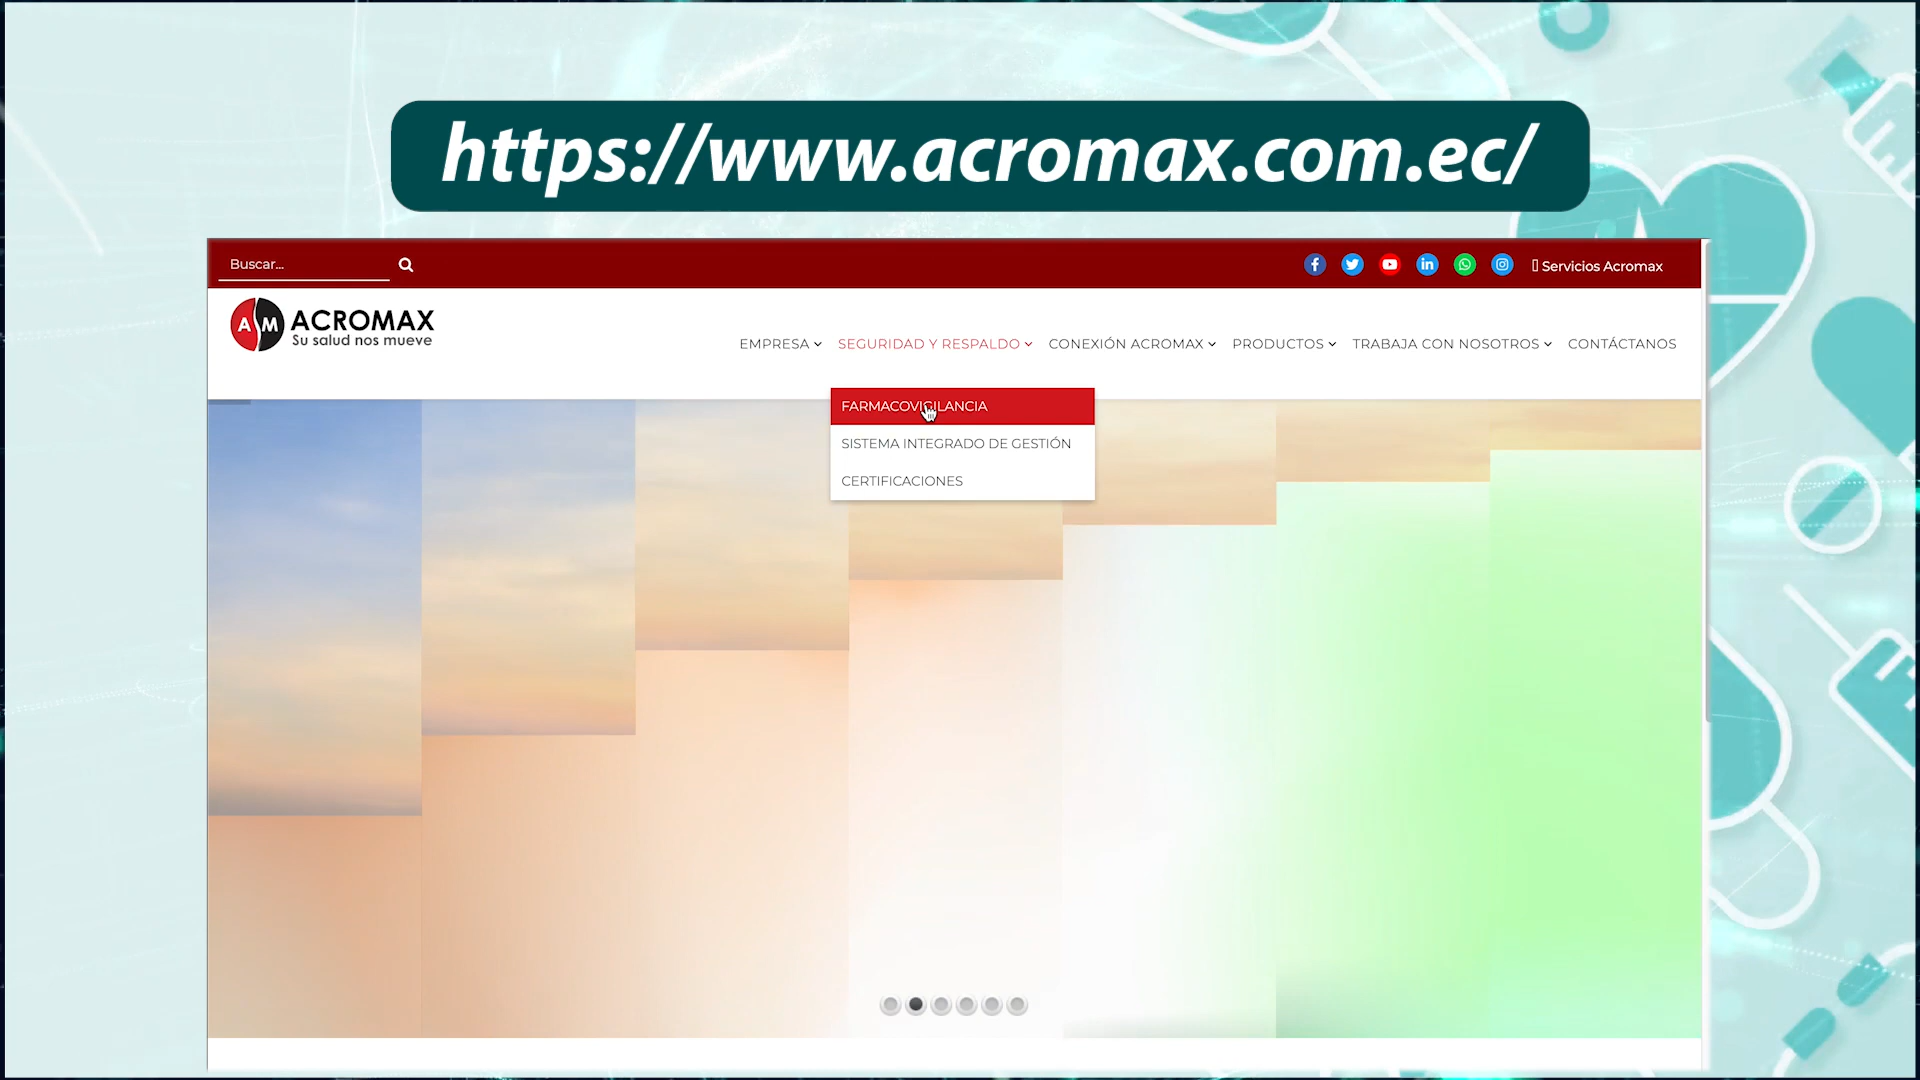 https://www.acromax.com.ec/
Buscar...
Servicios Acromax
AM ACROMAX
Su salud nos mueve
EMPRESA SEGURIDAD Y RESPALDO CONEXIÓN ACROMAX PRODUCTOS TRABAJA CON NOSOTROS CONTÁCTANOS
FARMACOVIGILANCIA
SISTEMA INTEGRADO DE GESTIÓN
CERTIFICACIONES